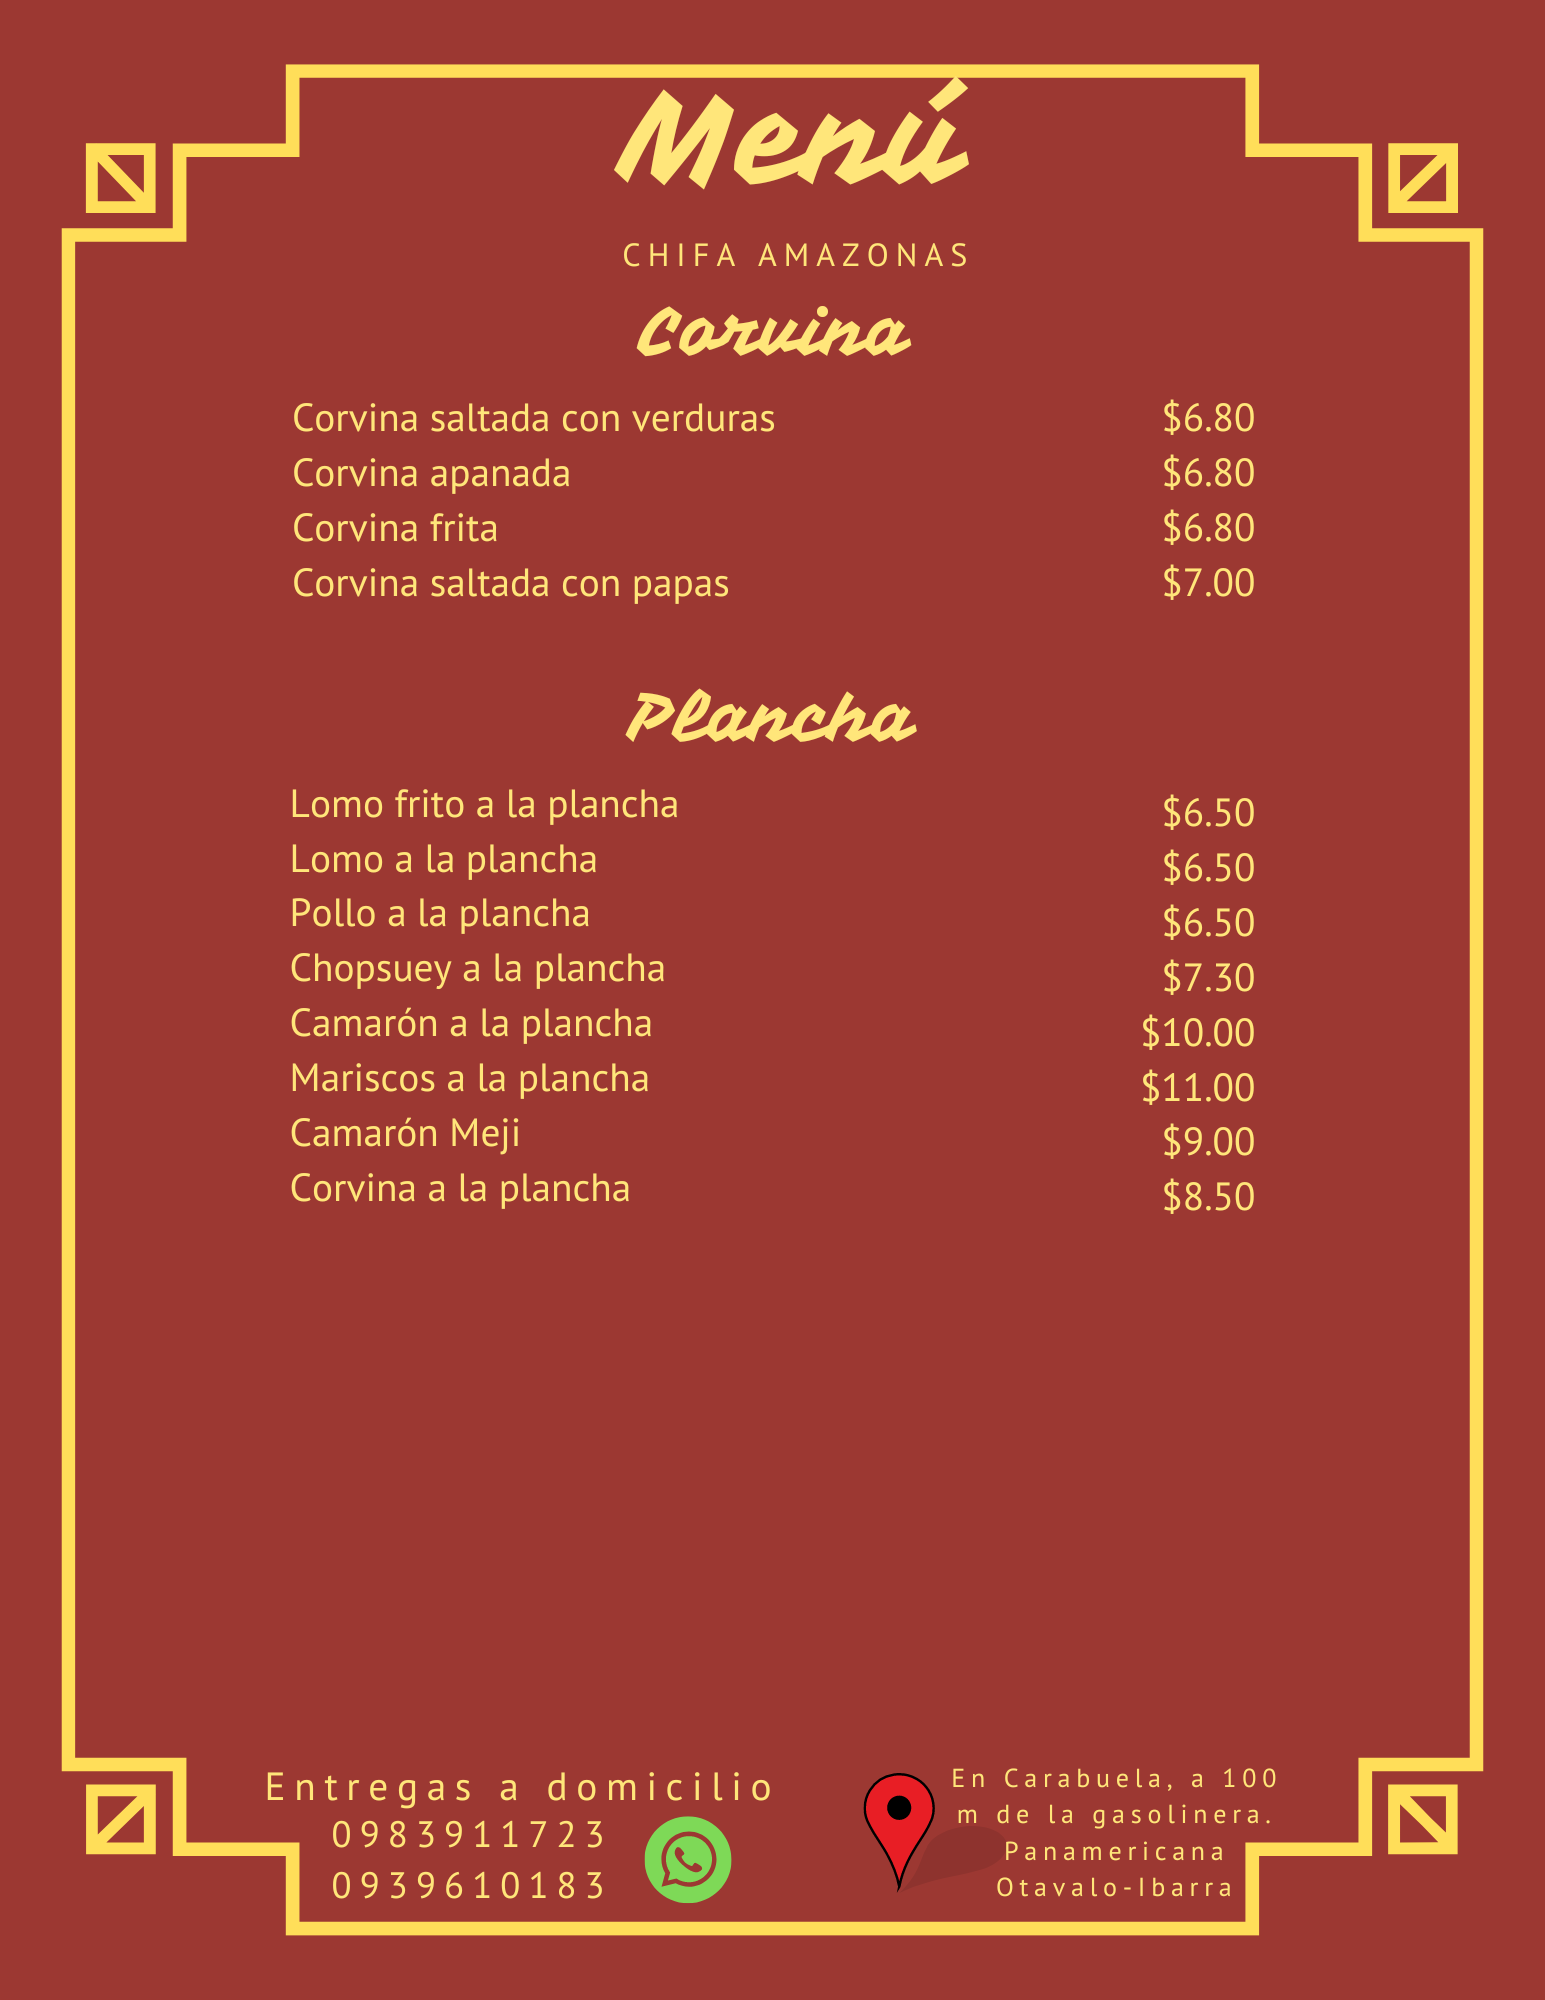 Menú
CHIFA AMAZONAS
Corvina
Corvina saltada con verduras $6.80
Corvina apanada $6.80
Corvina frita $6.80
Corvina saltada con papas $7.00
Plancha
Lomo frito a la plancha $6.50
Lomo a la plancha $6.50
Pollo a la plancha $6.50
Chopsuey a la plancha $7.30
Camarón a la plancha $10.00
Mariscos a la plancha $11.00
Camarón Meji $9.00
Corvina a la plancha $8.50
Entregas a domicilio
0983911723
0939610183
En Carabuela, a 100
m de la gasolinera.
Panamericana
Otavalo-Ibarra